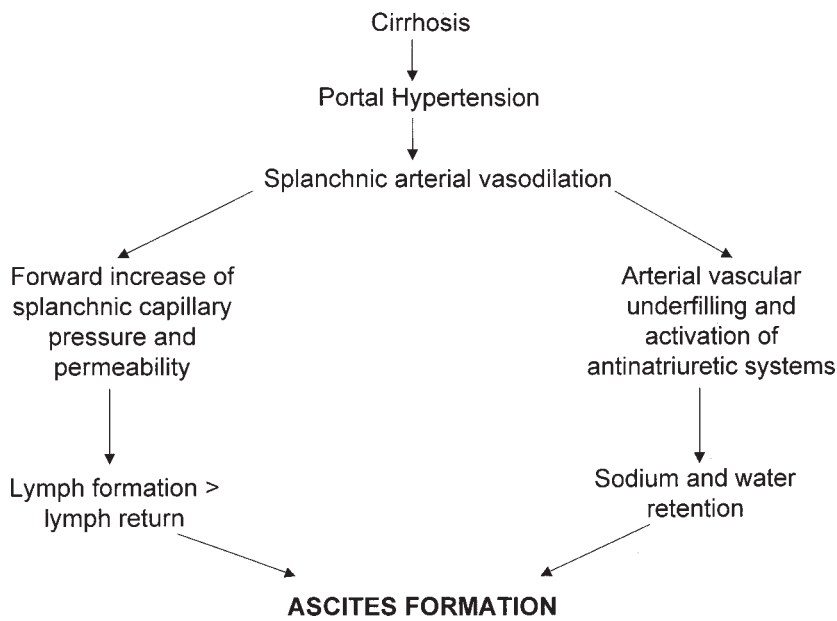 Cirrhosis
Portal Hypertension
Splanchnic arterial vasodilation
Forward increase of
splanchnic capillary
pressure and
permeability
Arterial vascular
underfilling and
activation of
antinatriuretic systems
Lymph formation >
lymph return
Sodium and water
retention
ASCITES FORMATION